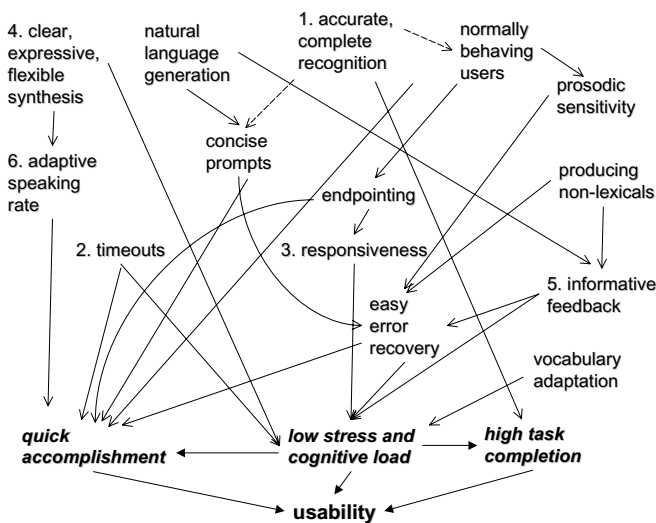 4. clear,
expressive,
flexible
synthesis
natural
language
generation
1. accurate,
complete
recognition
normally
behaving
users
prosodic
sensitivity
concise
prompts
6. adaptive
speaking
rate
endpointing
producing
non-lexicals
2. timeouts
3. responsiveness
5. informative
feedback
easy
error
recovery
vocabulary
adaptation
quick
accomplishment
low stress and
cognitive load
high task
completion
usability